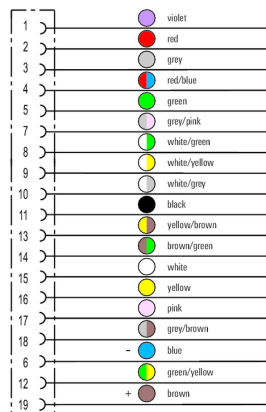 1 violet
2 red
3 grey
4 red/blue
5 green
7 grey/pink
8 white/green
9 white/yellow
10 white/grey
11 black
13 yellow/brown
14 brown/green
15 white
16 yellow
17 pink
18 grey/brown
6 - blue
12 green/yellow
19 + brown